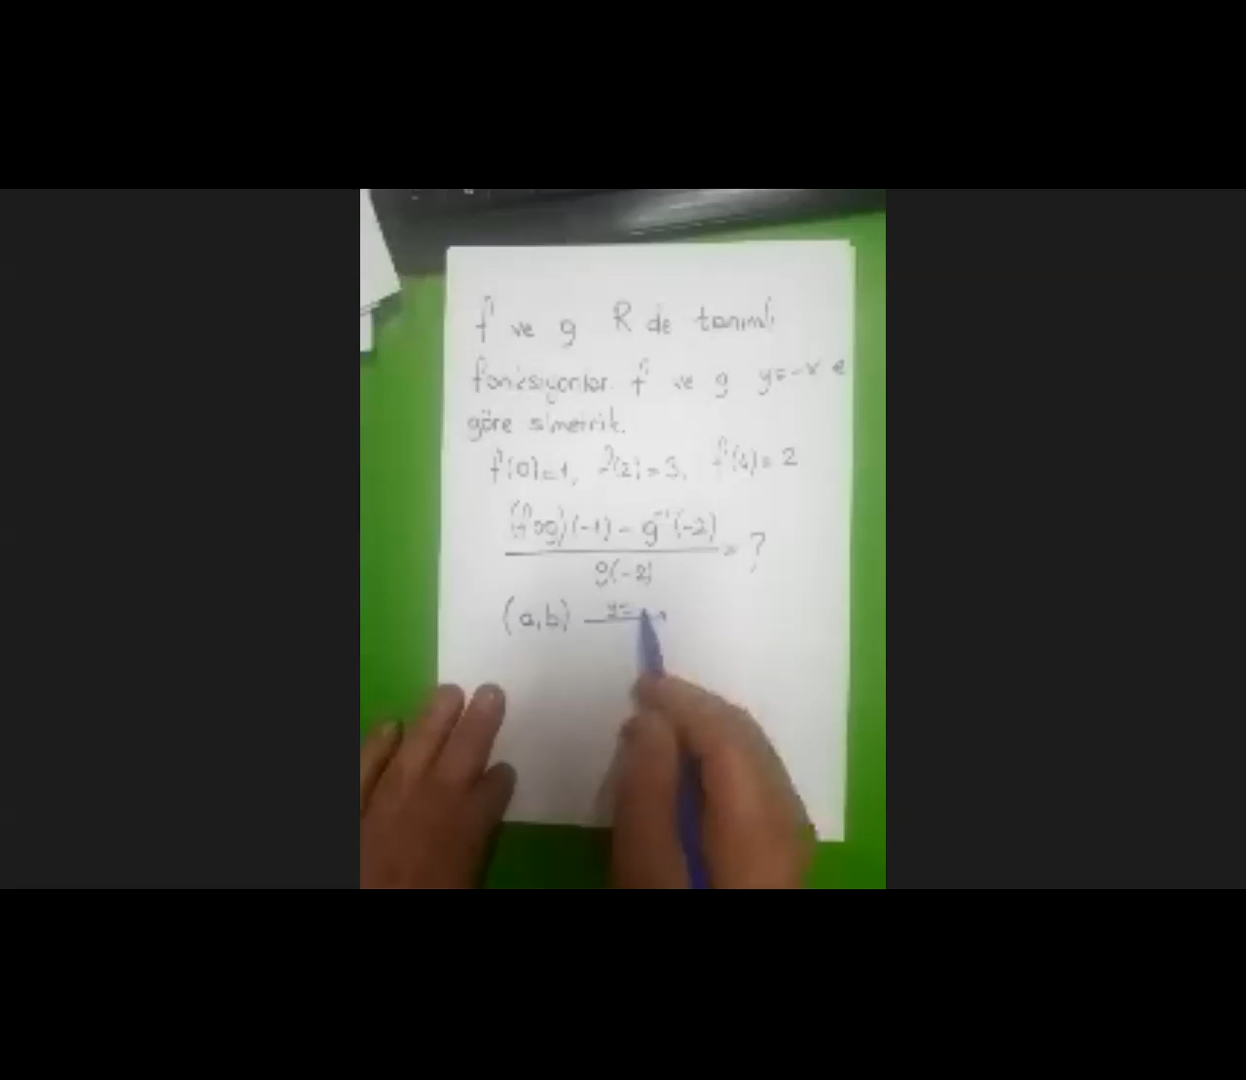 f ve g R de tanımlı
fonksiyonlar. f ve g y=-x e
göre simetrik.
f(0)=1, f(2)=3, f(4)=2
(fog)(-1) - g⁻¹(-2)
= ?
g(-2)
(a,b) y=